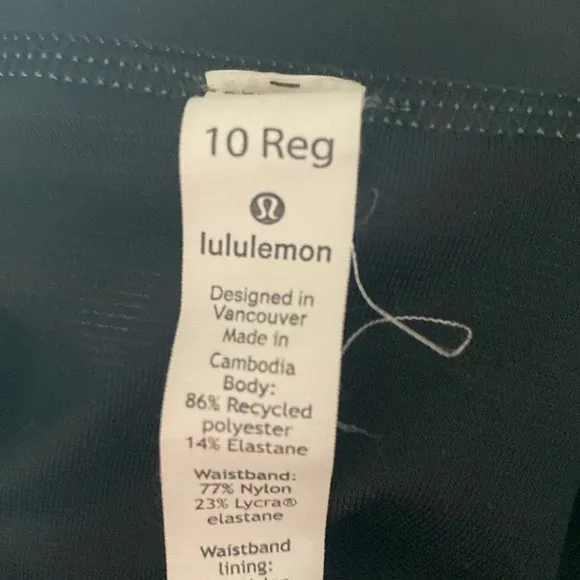 10 Reg
lululemon
Designed in
Vancouver
Made in
Cambodia
Body:
86% Recycled
polyester
14% Elastane
Waistband:
77% Nylon
23% Lycra®
elastane
Waistband
lining: